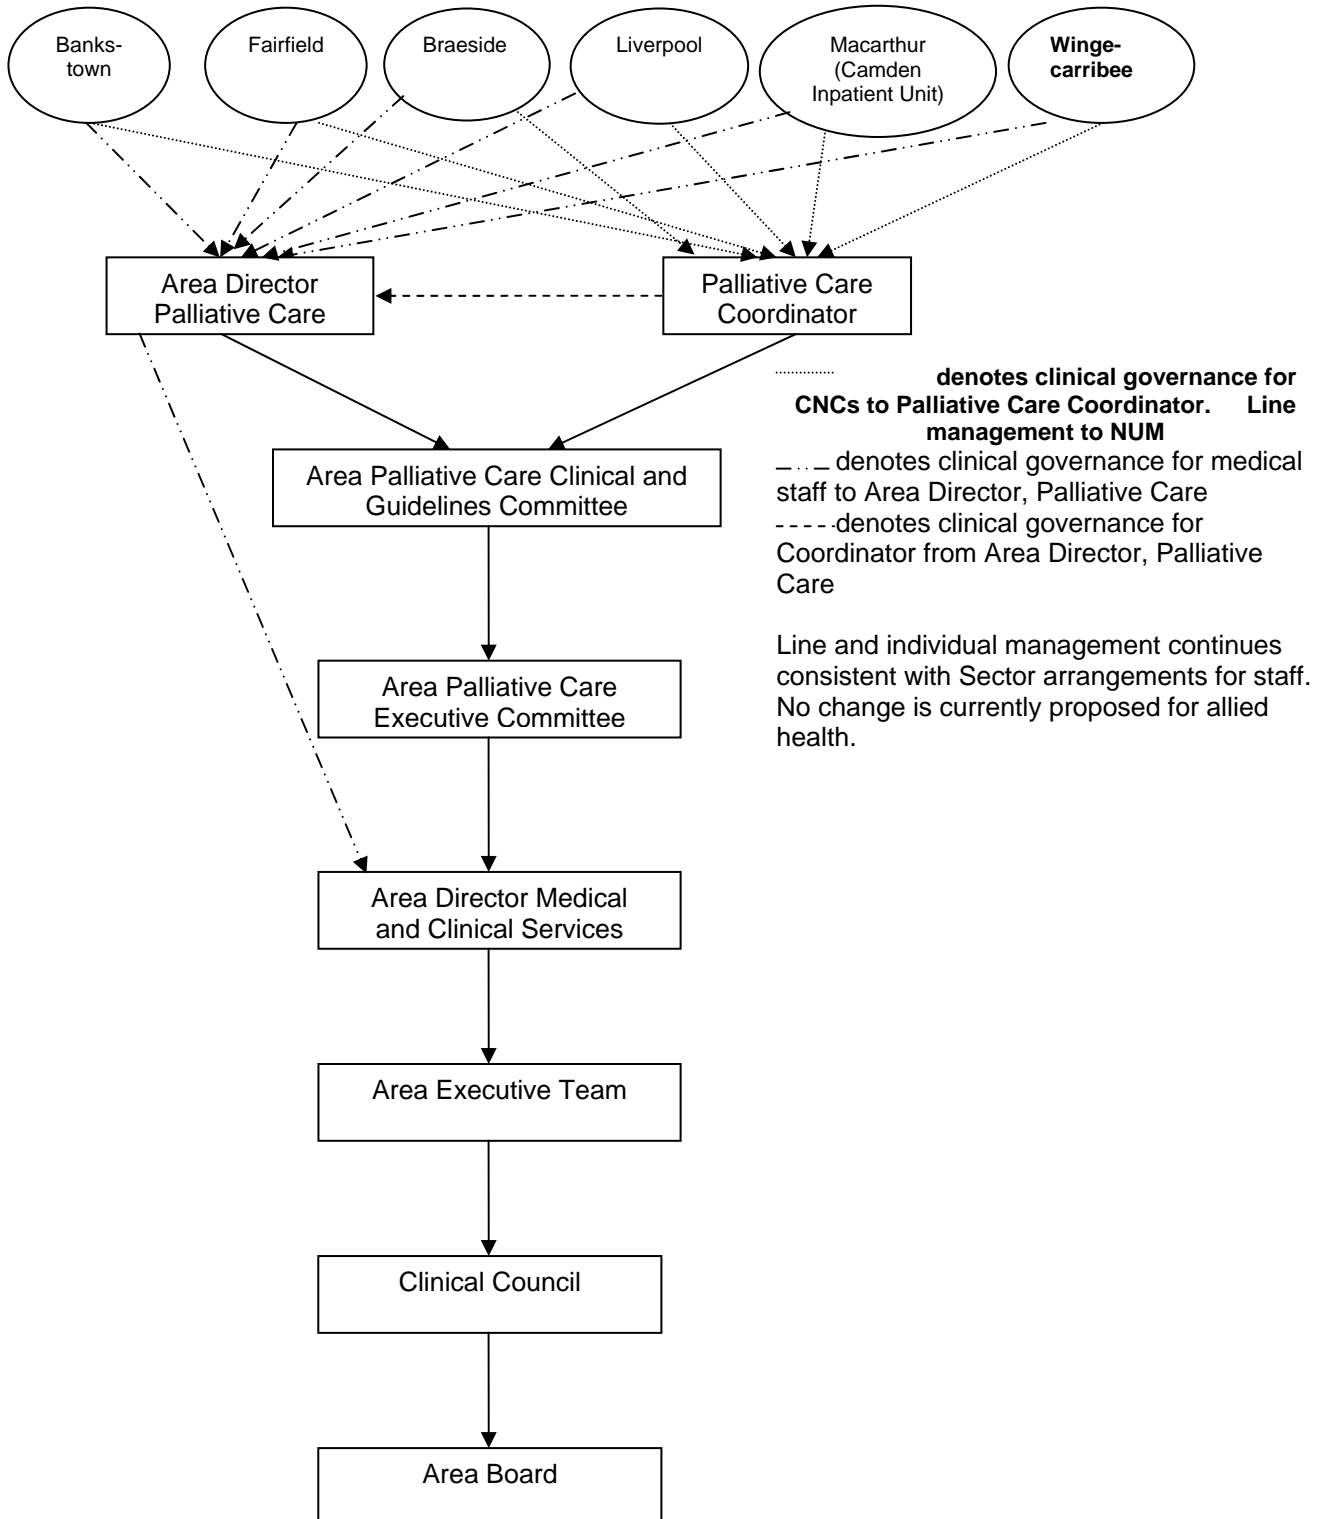 Banks-
town
Fairfield
Braeside
Liverpool
Macarthur
(Camden
Inpatient Unit)
Winge-
carribee
Area Director
Palliative Care
Palliative Care
Coordinator
denotes clinical governance for
CNCs to Palliative Care Coordinator. Line
management to NUM
denotes clinical governance for medical
staff to Area Director, Palliative Care
denotes clinical governance for
Coordinator from Area Director, Palliative
Care
Line and individual management continues
consistent with Sector arrangements for staff.
No change is currently proposed for allied
health.
Area Palliative Care Clinical and
Guidelines Committee
Area Palliative Care
Executive Committee
Area Director Medical
and Clinical Services
Area Executive Team
Clinical Council
Area Board